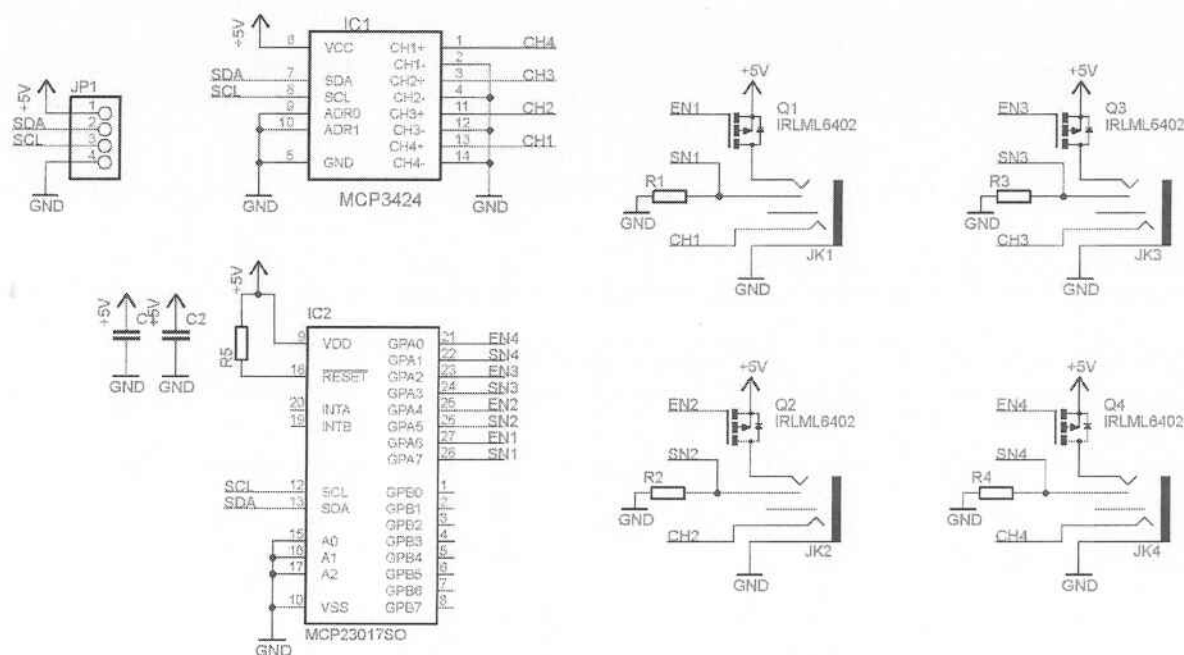 +5V
JP1
+5V
1
SDA 2
SCL 3
4
GND
IC1
8 VCC CH1+ 1 CH4
CH1- 2
SDA 7 SDA CH2+ 3 CH3
SCL 8 SCL CH2- 4
9 ADR0 CH3+ 11 CH2
10 ADR1 CH3- 12
CH4+ 13 CH1
5 GND CH4- 14
MCP3424
GND GND
+5V
EN1
Q1
IRLML6402
SN1
R1
GND
CH1
JK1
GND
+5V
EN3
Q3
IRLML6402
SN3
R3
GND
CH3
JK3
GND
+5V C1
+5V C2
GND GND
+5V
R5
IC2
9 VDD GPA0 21 EN4
GPA1 22 SN4
18 RESET GPA2 23 EN3
GPA3 24 SN3
20 INTA GPA4 25 EN2
19 INTB GPA5 26 SN2
GPA6 27 EN1
GPA7 28 SN1
SCL 12 SCL GPB0 1
SDA 13 SDA GPB1 2
GPB2 3
15 A0 GPB3 4
16 A1 GPB4 5
17 A2 GPB5 6
GPB6 7
10 VSS GPB7 8
MCP23017SO
GND
+5V
EN2
Q2
IRLML6402
SN2
R2
GND
CH2
JK2
GND
+5V
EN4
Q4
IRLML6402
SN4
R4
GND
CH4
JK4
GND